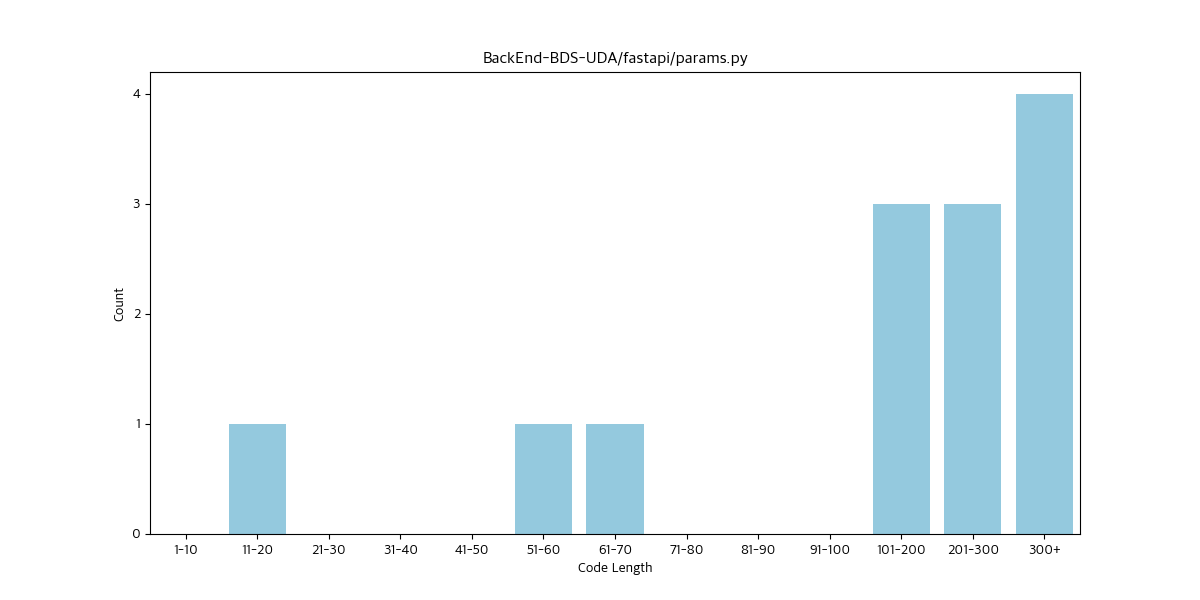 BackEnd-BDS-UDA/fastapi/params.py
4
3
2
1
0
Count
1-10 11-20 21-30 31-40 41-50 51-60 61-70 71-80 81-90 91-100 101-200 201-300 300+
Code Length